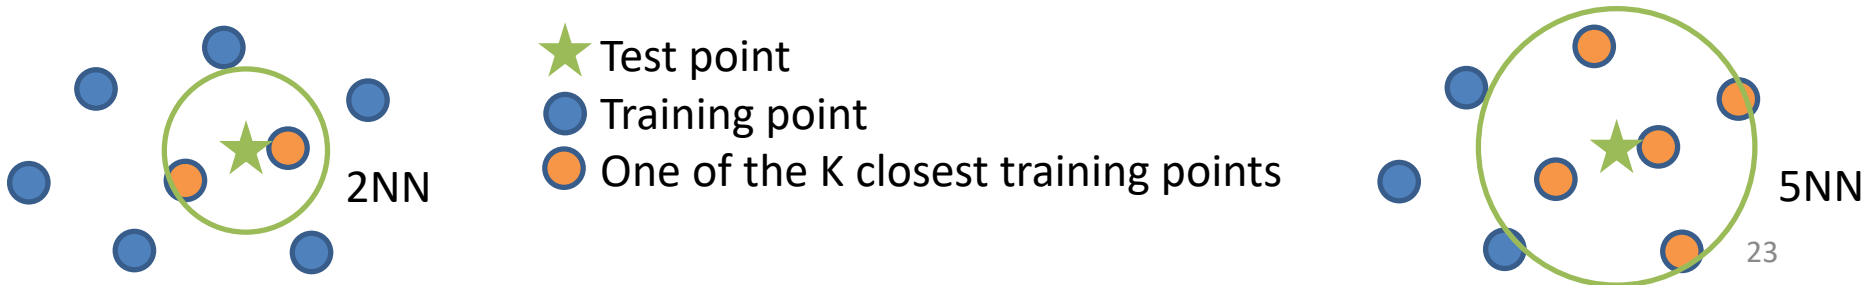 Test point
Training point
2NN
One of the K closest training points
5NN
23